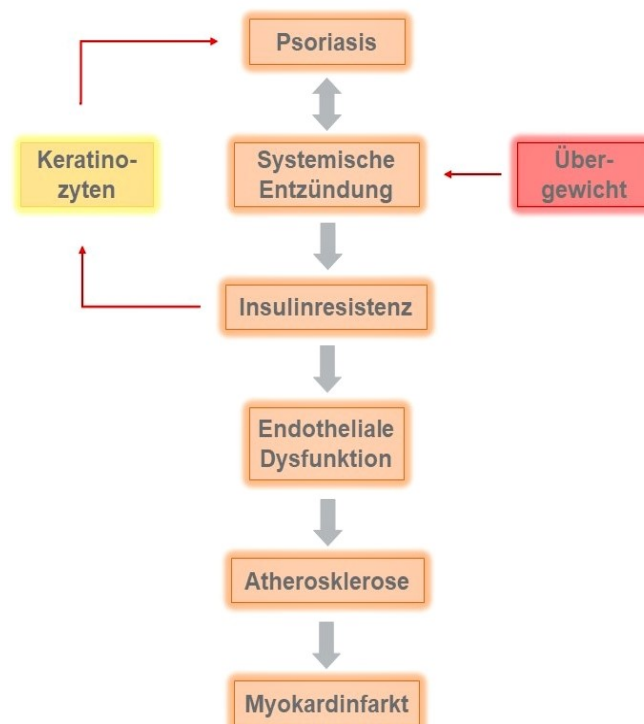 Psoriasis
Keratino-
zyten
Systemische
Entzündung
Über-
gewicht
Insulinresistenz
Endotheliale
Dysfunktion
Atherosklerose
Myokardinfarkt